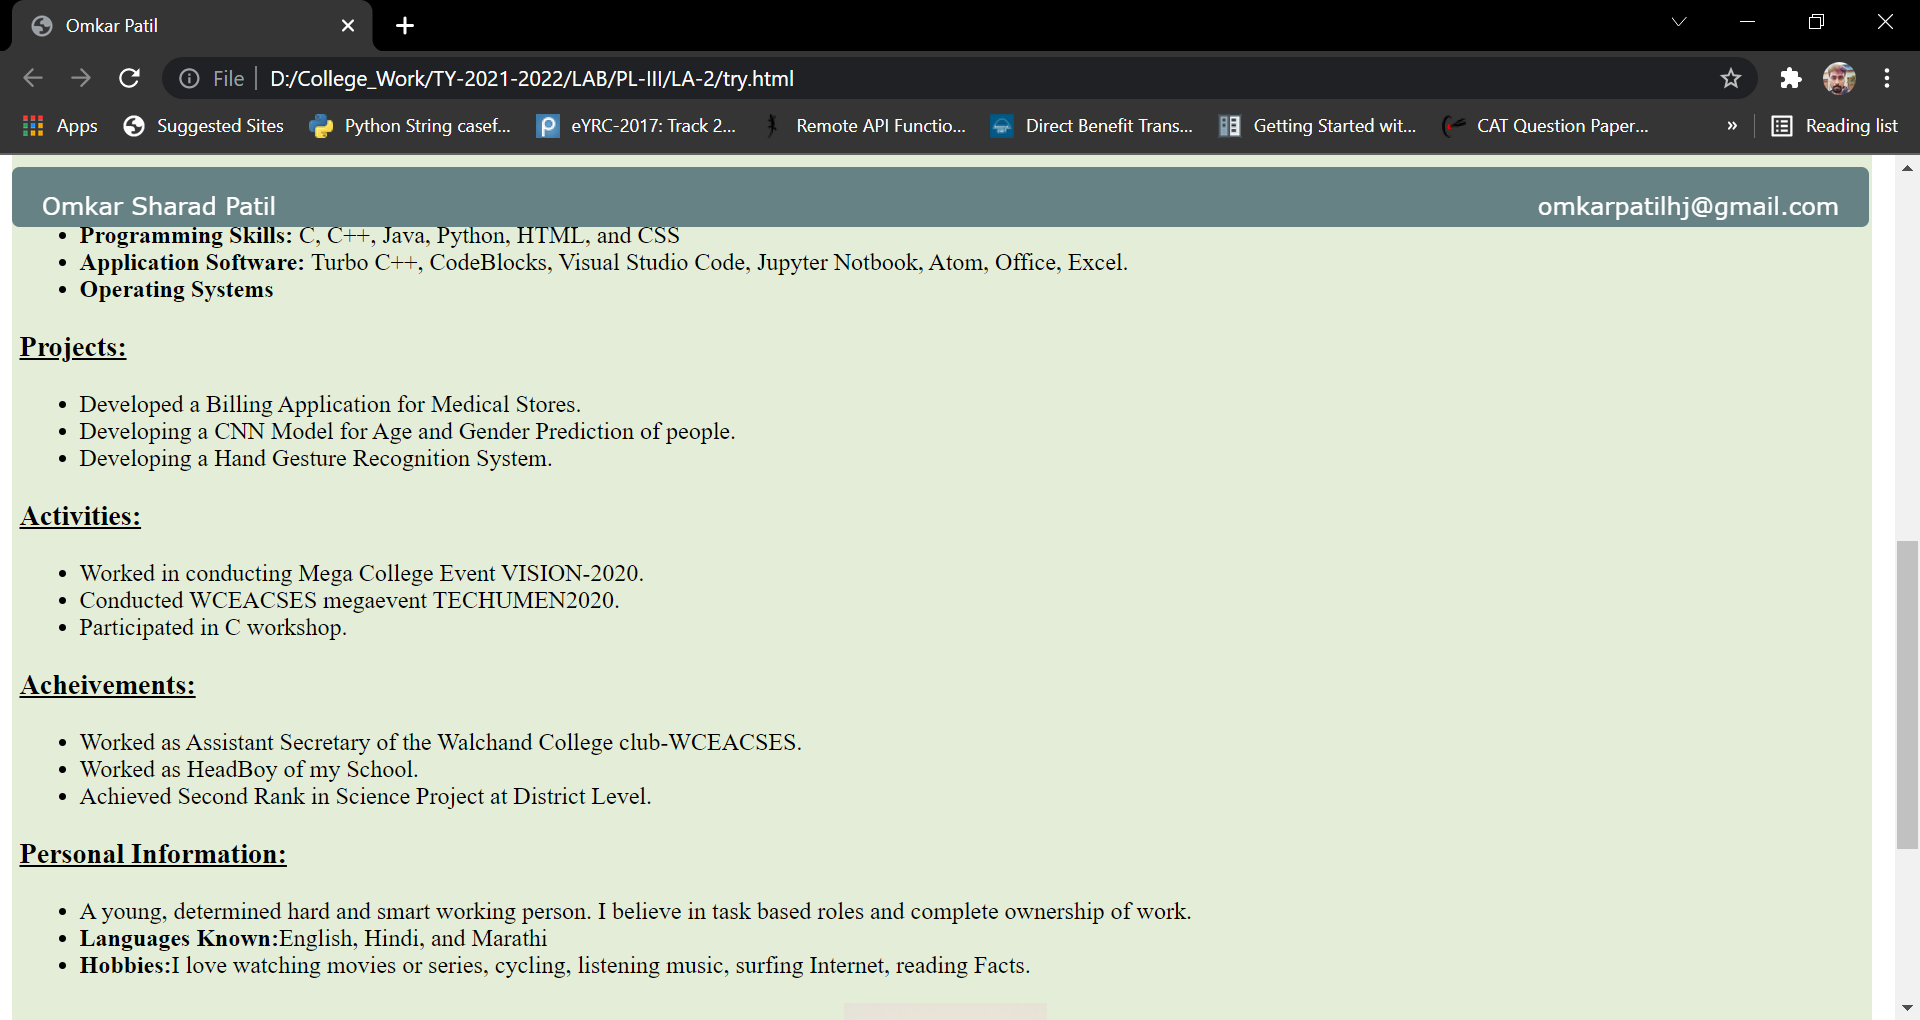 Omkar Patil
File
D:/College_Work/TY-2021-2022/LAB/PL-III/LA-2/try.html
Apps
Suggested Sites
Python String casef...
eYRC-2017: Track 2...
Remote API Functio...
Direct Benefit Trans...
Getting Started wit...
CAT Question Paper...
»
Reading list
Omkar Sharad Patil
omkarpatilhj@gmail.com
• Programming Skills: C, C++, Java, Python, HTML, and CSS
• Application Software: Turbo C++, CodeBlocks, Visual Studio Code, Jupyter Notbook, Atom, Office, Excel.
• Operating Systems
Projects:
• Developed a Billing Application for Medical Stores.
• Developing a CNN Model for Age and Gender Prediction of people.
• Developing a Hand Gesture Recognition System.
Activities:
• Worked in conducting Mega College Event VISION-2020.
• Conducted WCEACSES megaevent TECHUMEN2020.
• Participated in C workshop.
Acheivements:
• Worked as Assistant Secretary of the Walchand College club-WCEACSES.
• Worked as HeadBoy of my School.
• Achieved Second Rank in Science Project at District Level.
Personal Information:
• A young, determined hard and smart working person. I believe in task based roles and complete ownership of work.
• Languages Known:English, Hindi, and Marathi
• Hobbies:I love watching movies or series, cycling, listening music, surfing Internet, reading Facts.